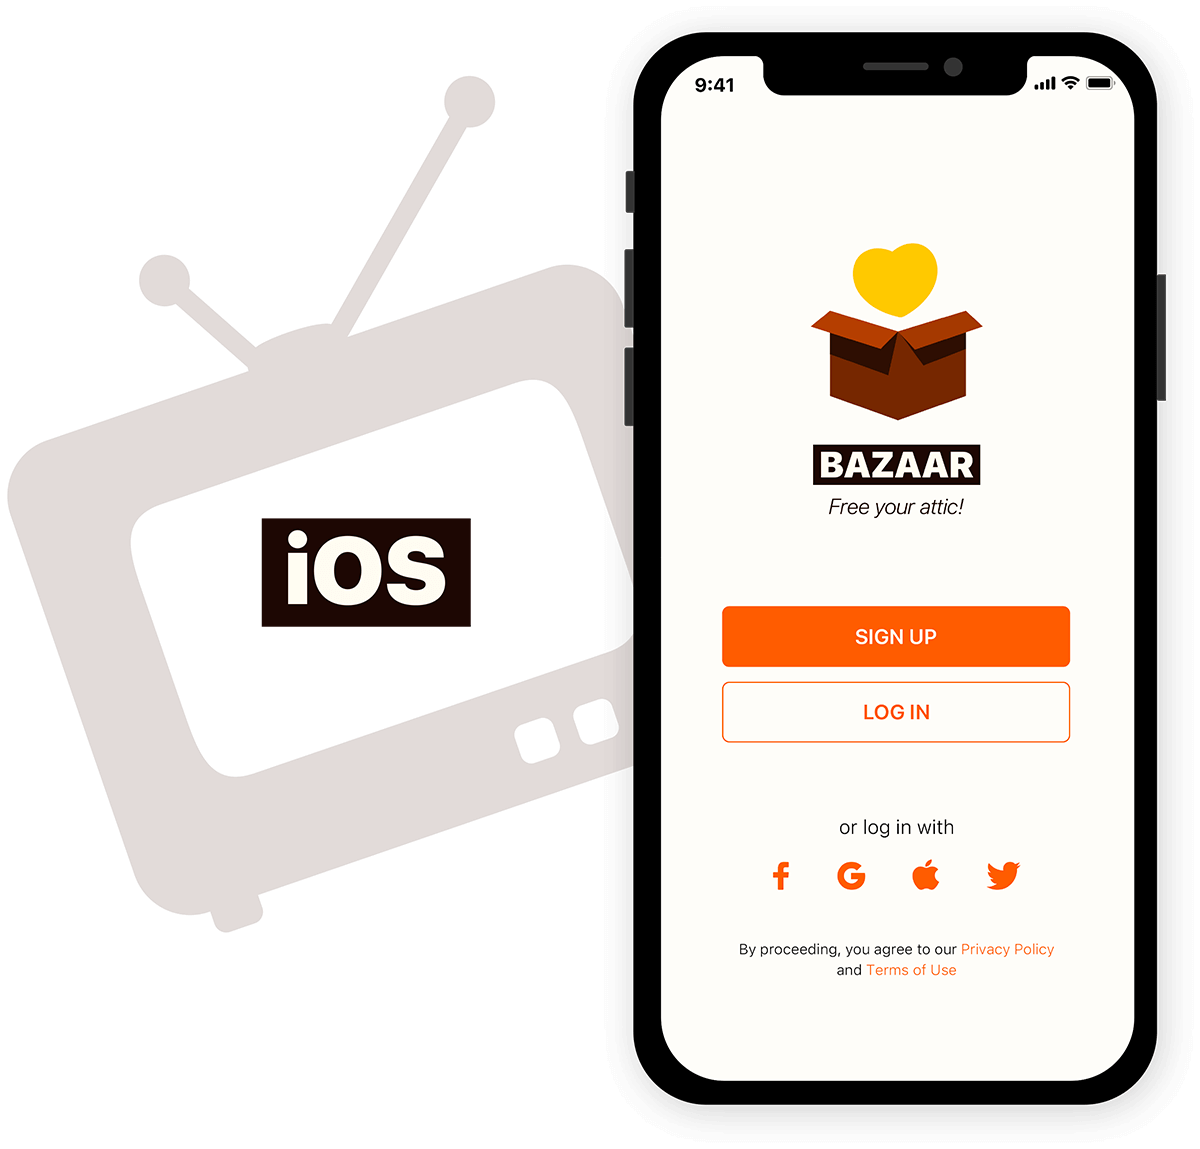 iOS
9:41
BAZAAR
Free your attic!
SIGN UP
LOG IN
or log in with
By proceeding, you agree to our Privacy Policy
and Terms of Use